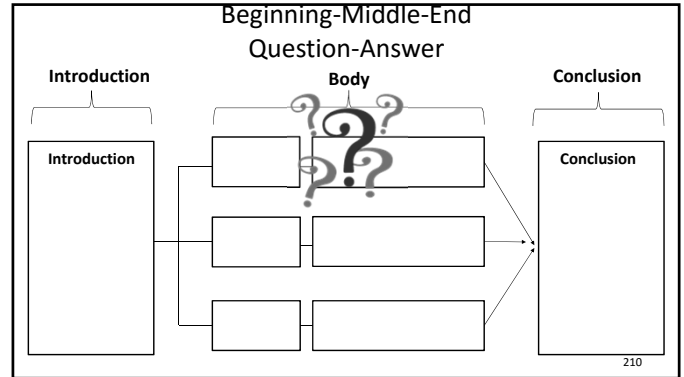 Beginning-Middle-End
Question-Answer
Introduction
Body
Conclusion
Introduction
Conclusion
210